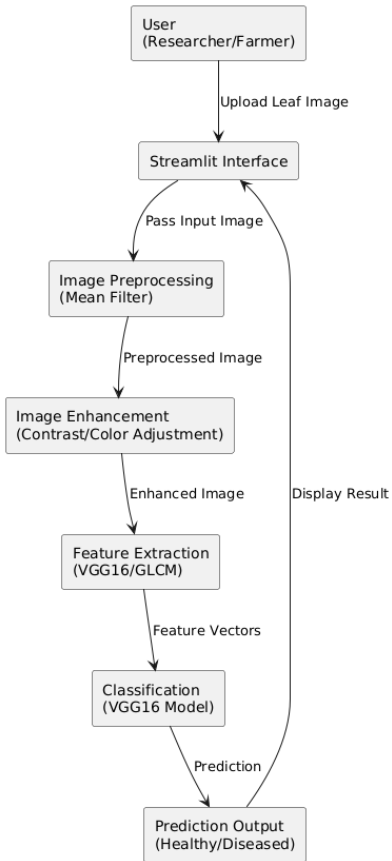 User
(Researcher/Farmer)
Upload Leaf Image
Streamlit Interface
Pass Input Image
Image Preprocessing
(Mean Filter)
Preprocessed Image
Image Enhancement
(Contrast/Color Adjustment)
Enhanced Image
Display Result
Feature Extraction
(VGG16/GLCM)
Feature Vectors
Classification
(VGG16 Model)
Prediction
Prediction Output
(Healthy/Diseased)